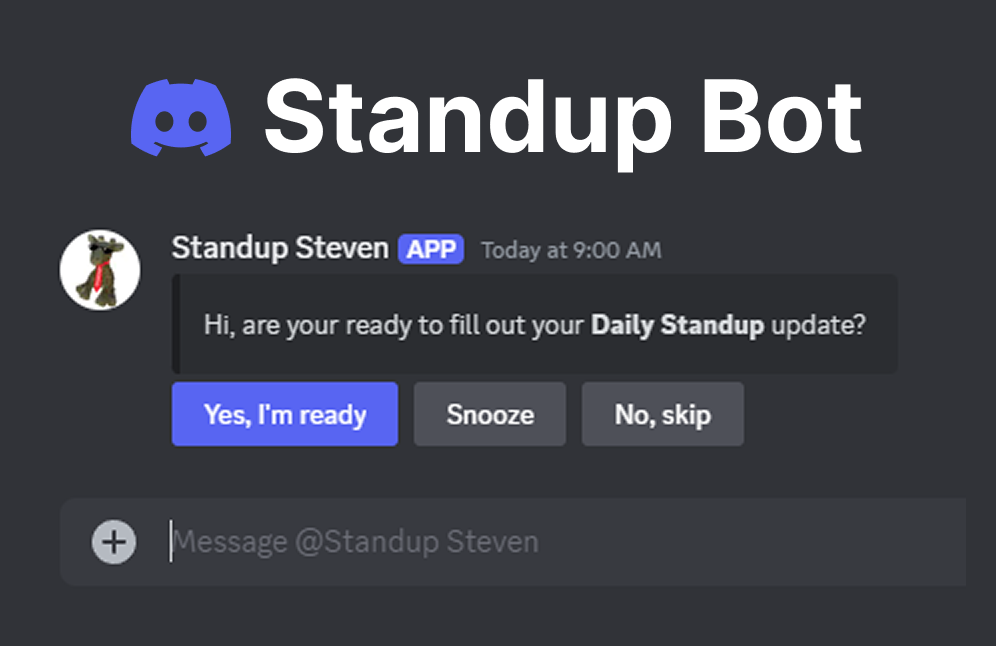 Standup Bot
Standup Steven APP Today at 9:00 AM
Hi, are your ready to fill out your Daily Standup update?
Yes, I'm ready Snooze No, skip
Message @Standup Steven